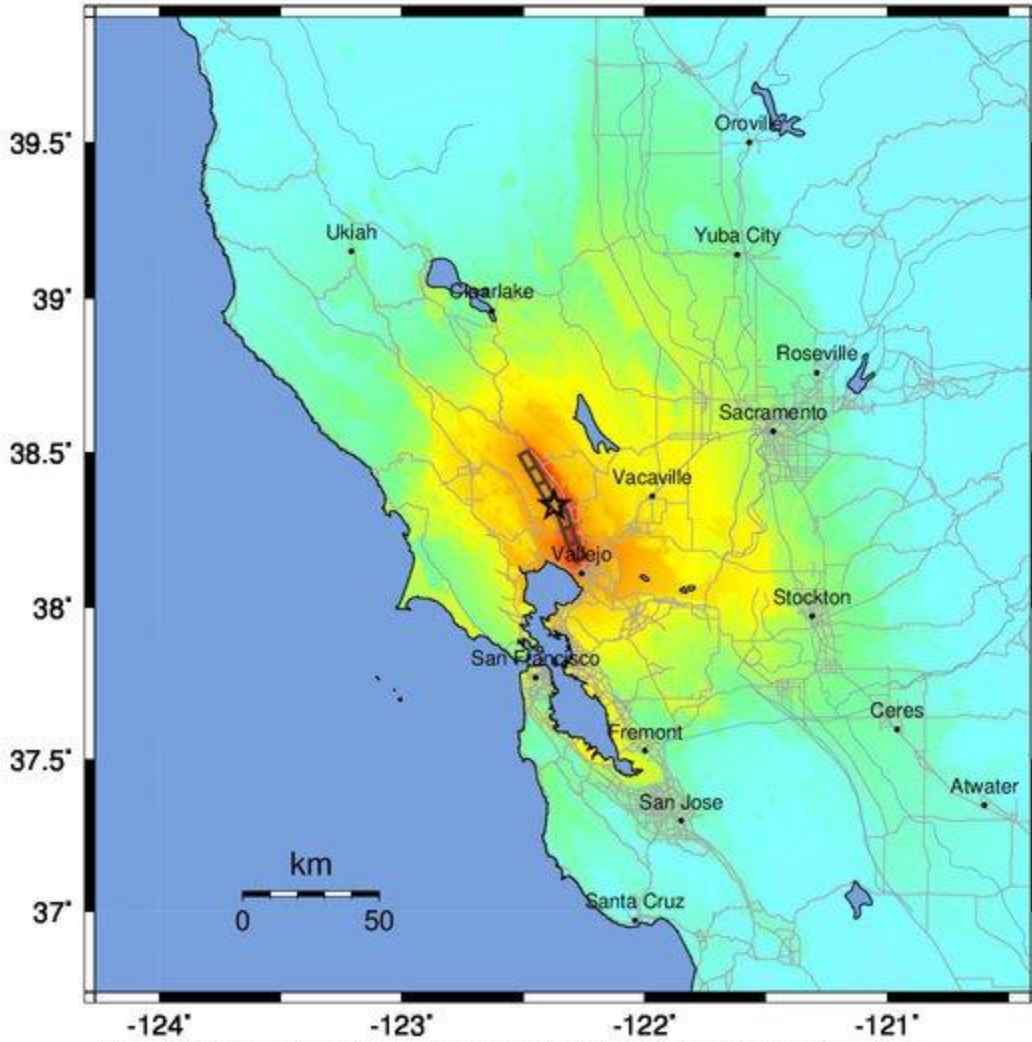 39.5°
Oroville
Ukiah
Yuba City
39°
Clearlake
Roseville
Sacramento
38.5°
Vacaville
Vallejo
38°
Stockton
San Francisco
37.5°
Fremont
Ceres
Atwater
San Jose
km
0 50
37°
Santa Cruz
-124° -123° -122° -121°